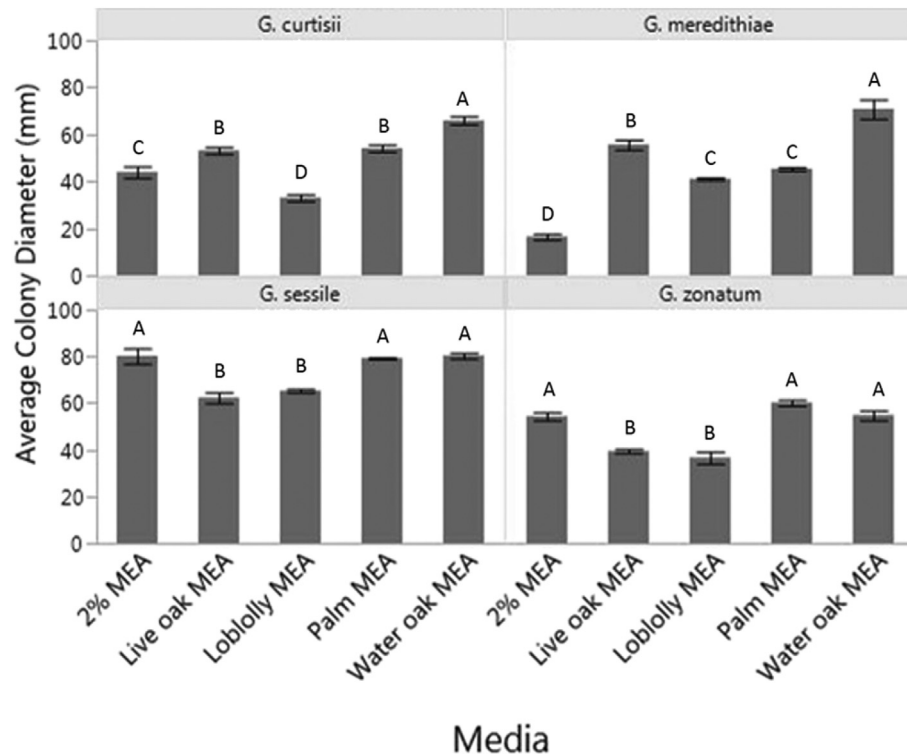 G. curtisii G. meredithiae
Average Colony Diameter (mm)
100
80
60
40
20
0
C B D B A
D B C C A
G. sessile G. zonatum
100
80
60
40
20
0
A B B A A
A B B A A
2% MEA
Live oak MEA
Loblolly MEA
Palm MEA
Water oak MEA
2% MEA
Live oak MEA
Loblolly MEA
Palm MEA
Water oak MEA
Media